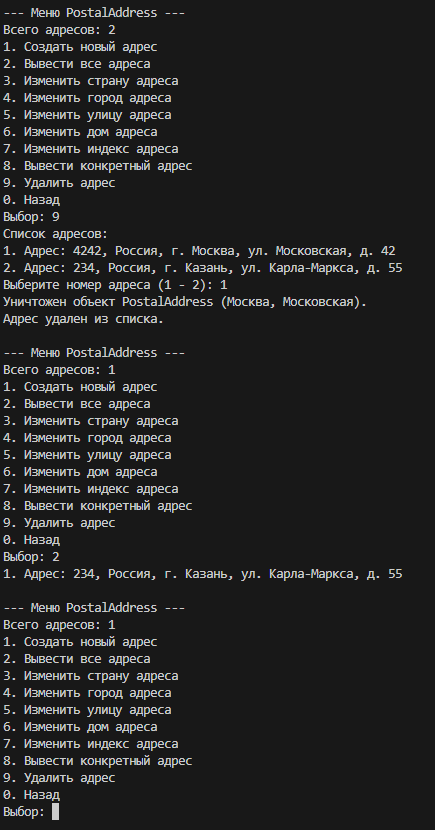 --- Меню PostalAddress ---
Всего адресов: 2
1. Создать новый адрес
2. Вывести все адреса
3. Изменить страну адреса
4. Изменить город адреса
5. Изменить улицу адреса
6. Изменить дом адреса
7. Изменить индекс адреса
8. Вывести конкретный адрес
9. Удалить адрес
0. Назад
Выбор: 9
Список адресов:
1. Адрес: 4242, Россия, г. Москва, ул. Московская, д. 42
2. Адрес: 234, Россия, г. Казань, ул. Карла-Маркса, д. 55
Выберите номер адреса (1 - 2): 1
Уничтожен объект PostalAddress (Москва, Московская).
Адрес удален из списка.

--- Меню PostalAddress ---
Всего адресов: 1
1. Создать новый адрес
2. Вывести все адреса
3. Изменить страну адреса
4. Изменить город адреса
5. Изменить улицу адреса
6. Изменить дом адреса
7. Изменить индекс адреса
8. Вывести конкретный адрес
9. Удалить адрес
0. Назад
Выбор: 2
1. Адрес: 234, Россия, г. Казань, ул. Карла-Маркса, д. 55

--- Меню PostalAddress ---
Всего адресов: 1
1. Создать новый адрес
2. Вывести все адреса
3. Изменить страну адреса
4. Изменить город адреса
5. Изменить улицу адреса
6. Изменить дом адреса
7. Изменить индекс адреса
8. Вывести конкретный адрес
9. Удалить адрес
0. Назад
Выбор: